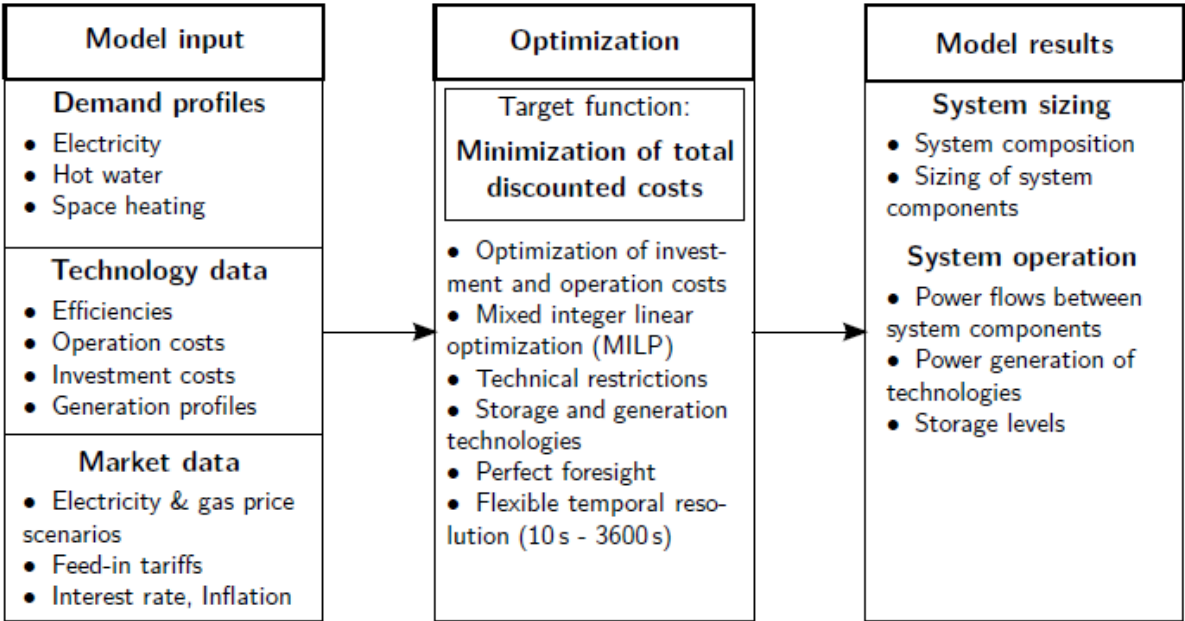 Model input
Demand profiles
• Electricity
• Hot water
• Space heating
Technology data
• Efficiencies
• Operation costs
• Investment costs
• Generation profiles
Market data
• Electricity & gas price
scenarios
• Feed-in tariffs
• Interest rate, Inflation
Optimization
Target function:
Minimization of total
discounted costs
• Optimization of invest-
ment and operation costs
• Mixed integer linear
optimization (MILP)
• Technical restrictions
• Storage and generation
technologies
• Perfect foresight
• Flexible temporal reso-
lution (10 s - 3600 s)
Model results
System sizing
• System composition
• Sizing of system
components
System operation
• Power flows between
system components
• Power generation of
technologies
• Storage levels